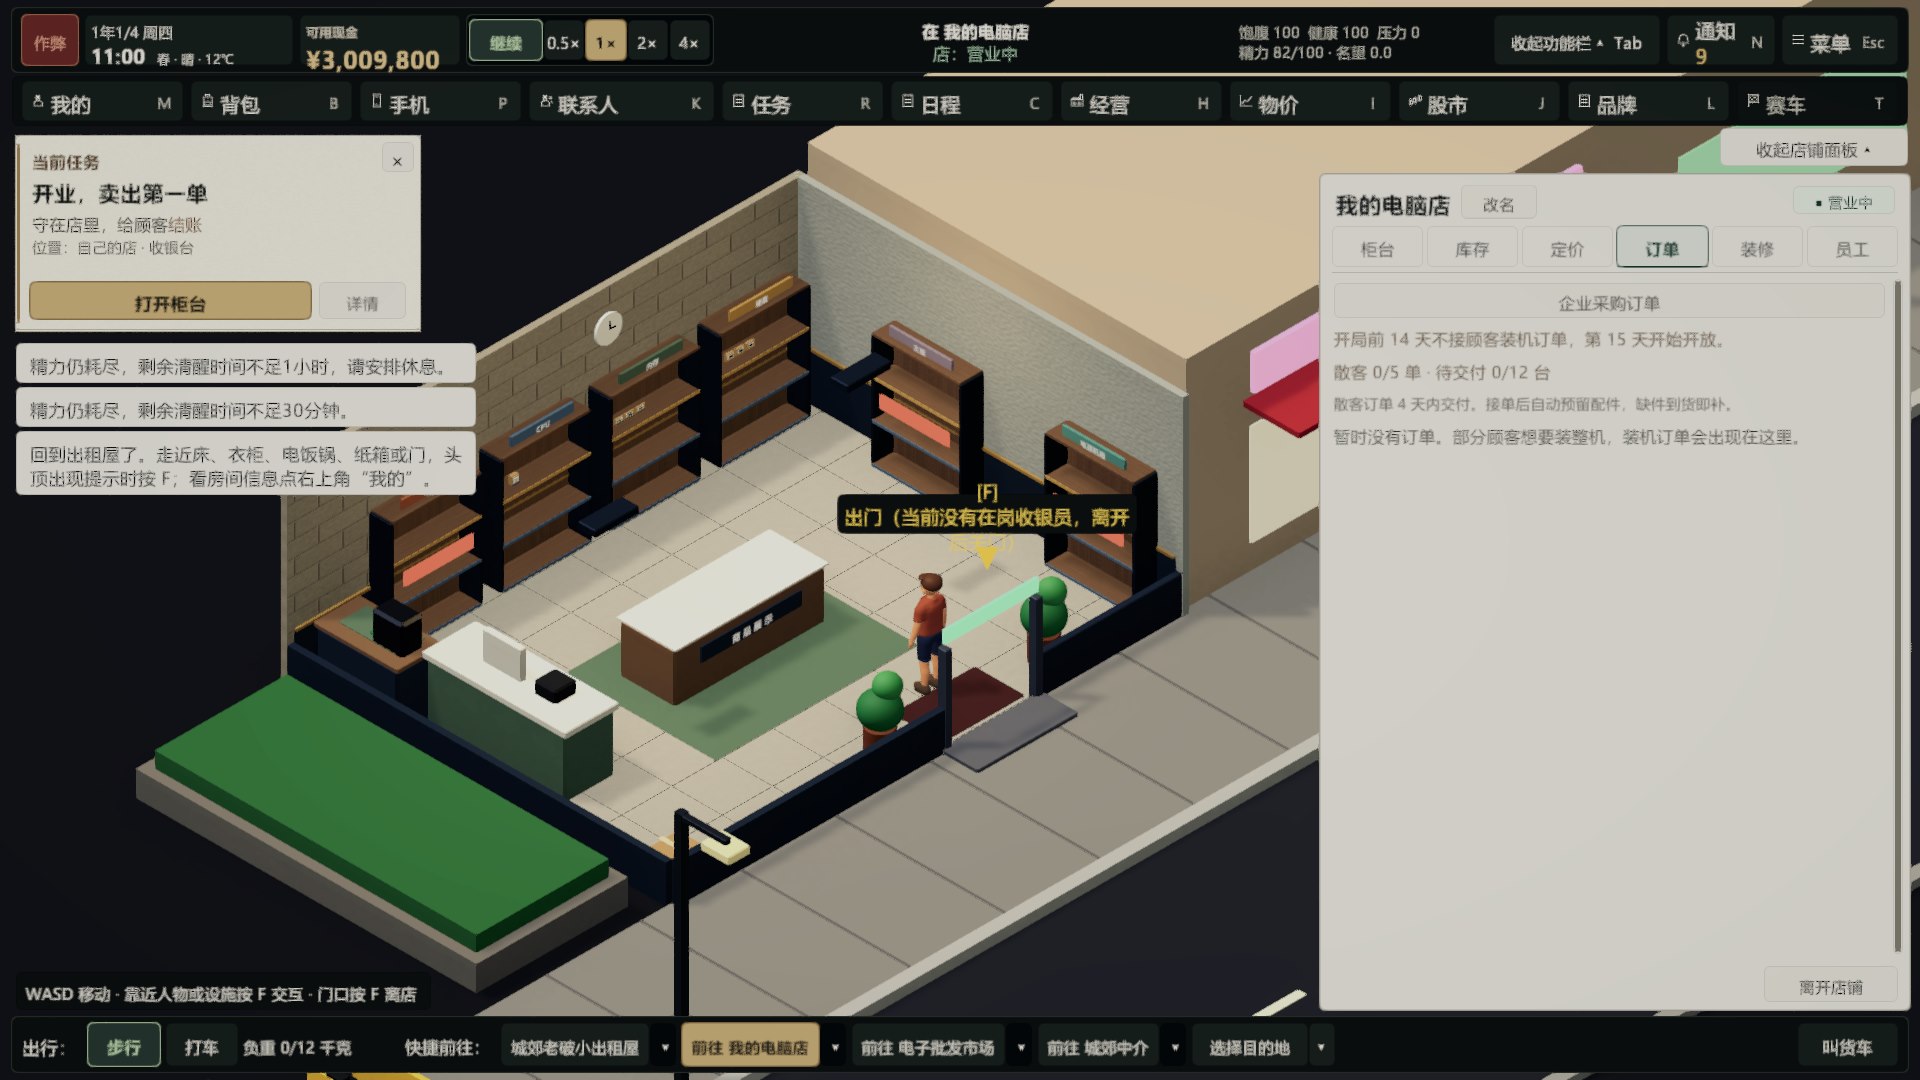 作弊
1年1/4 周四
11:00 春 · 晴 · 12℃
可用现金
¥3,009,800
继续 0.5× 1× 2× 4×
在 我的电脑店
店：营业中
饱腹 100 健康 100 压力 0
精力 82/100 · 名望 0.0
收起功能栏 Tab
通知 9 N
菜单 Esc
我的 M
背包 B
手机 P
联系人 K
任务 R
日程 C
经营 H
物价 I
股市 J
品牌 L
赛车 T
当前任务
×
开业，卖出第一单
守在店里，给顾客结账
位置：自己的店 · 收银台
打开柜台
详情
精力仍耗尽，剩余清醒时间不足1小时，请安排休息。
精力仍耗尽，剩余清醒时间不足30分钟。
回到出租屋了。走近床、衣柜、电饭锅、纸箱或门，头
顶出现提示时按 F；看房间信息点右上角“我的”。
收起店铺面板
我的电脑店
改名
营业中
柜台 库存 定价 订单 装修 员工
企业采购订单
开局前 14 天不接顾客装机订单，第 15 天开始开放。
散客 0/5 单 · 待交付 0/12 台
散客订单 4 天内交付。接单后自动预留配件，缺件到货即补。
暂时没有订单。部分顾客想要装整机，装机订单会出现在这里。
离开店铺
CPU
内存
[F]
出门（当前没有在岗收银员，离开
WASD 移动 · 靠近人物或设施按 F 交互 · 门口按 F 离店
出行： 步行 打车 负重 0/12 千克
快捷前往： 城郊老破小出租屋 前往 我的电脑店 前往 电子批发市场 前往 城郊中介 选择目的地
叫货车